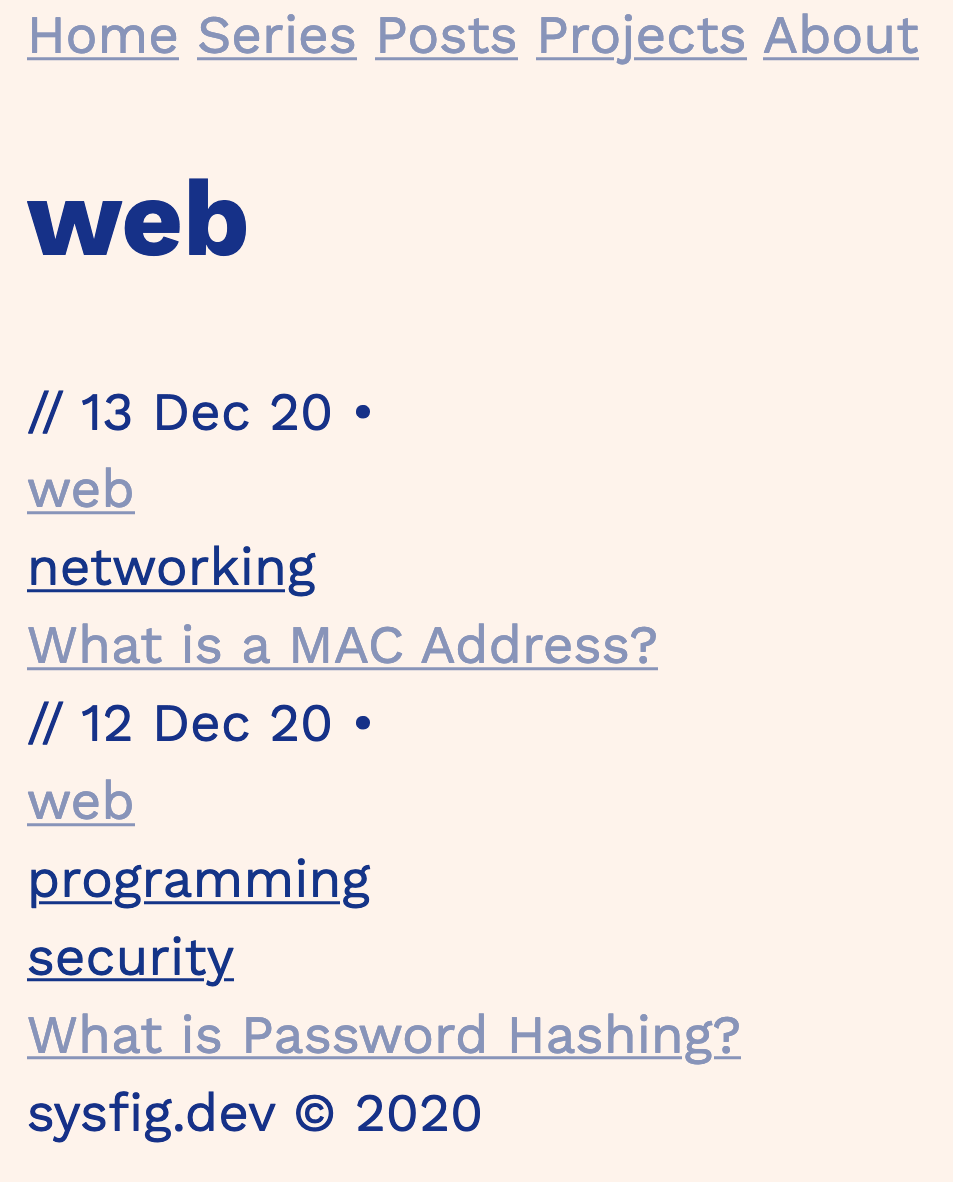 Home Series Posts Projects About
web
// 13 Dec 20 •
web
networking
What is a MAC Address?
// 12 Dec 20 •
web
programming
security
What is Password Hashing?
sysfig.dev © 2020